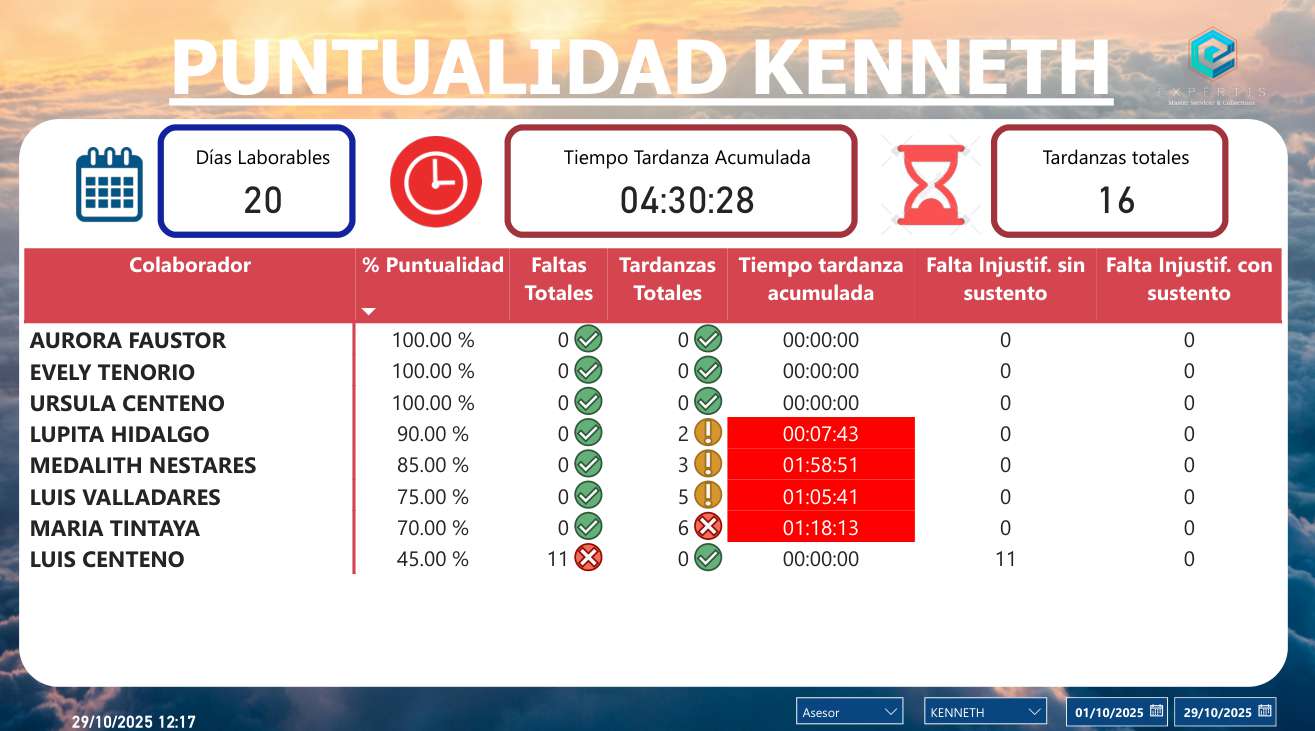 PUNTUALIDAD KENNETH
EXPERTIS
Master Servicer & Collections
Días Laborables
20
Tiempo Tardanza Acumulada
04:30:28
Tardanzas totales
16
Colaborador % Puntualidad Faltas Totales Tardanzas Totales Tiempo tardanza acumulada Falta Injustif. sin sustento Falta Injustif. con sustento
AURORA FAUSTOR 100.00 % 0 0 00:00:00 0 0
EVELY TENORIO 100.00 % 0 0 00:00:00 0 0
URSULA CENTENO 100.00 % 0 0 00:00:00 0 0
LUPITA HIDALGO 90.00 % 0 2 00:07:43 0 0
MEDALITH NESTARES 85.00 % 0 3 01:58:51 0 0
LUIS VALLADARES 75.00 % 0 5 01:05:41 0 0
MARIA TINTAYA 70.00 % 0 6 01:18:13 0 0
LUIS CENTENO 45.00 % 11 0 00:00:00 11 0
29/10/2025 12:17
Asesor
KENNETH
01/10/2025
29/10/2025